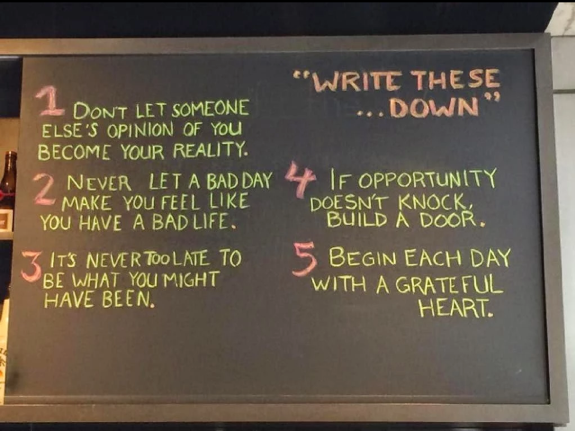 "WRITE THESE
...DOWN"
1 DONT LET SOMEONE
ELSE'S OPINION OF YOU
BECOME YOUR REALITY.
2 NEVER LET A BAD DAY
MAKE YOU FEEL LIKE
YOU HAVE A BAD LIFE.
3 IT'S NEVER TOO LATE TO
BE WHAT YOU MIGHT
HAVE BEEN.
4 IF OPPORTUNITY
DOESN'T KNOCK,
BUILD A DOOR.
5 BEGIN EACH DAY
WITH A GRATEFUL
HEART.